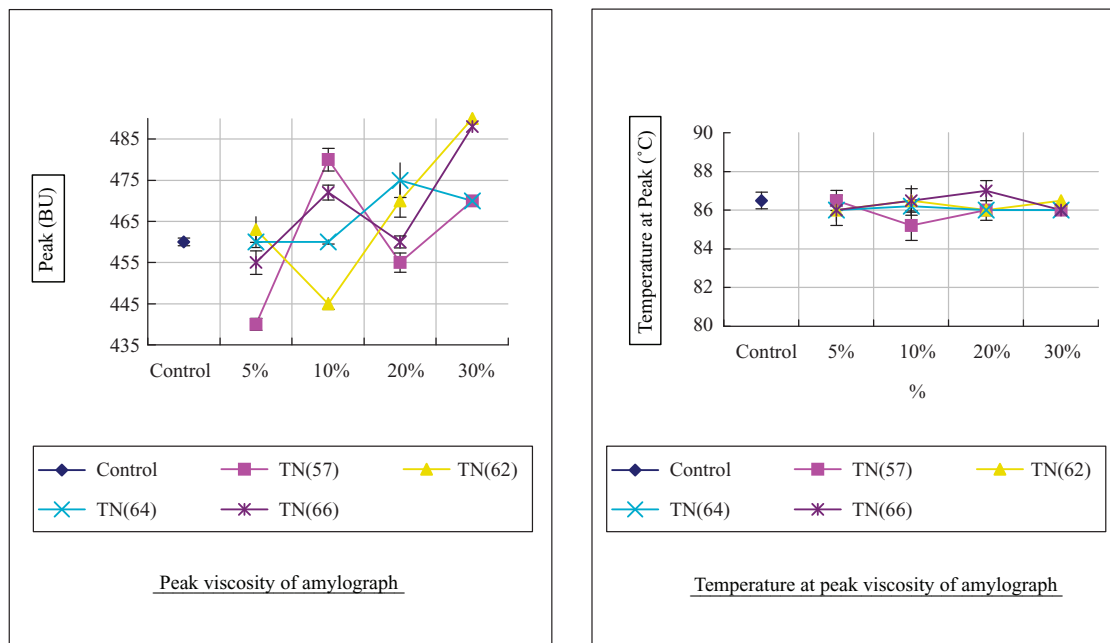 Peak (BU)
485
475
465
455
445
435
Control 5% 10% 20% 30%
Control TN(57) TN(62)
TN(64) TN(66)
Peak viscosity of amylograph
Temperature at Peak (˚C)
90
88
86
84
82
80
Control 5% 10% 20% 30%
%
Control TN(57) TN(62)
TN(64) TN(66)
Temperature at peak viscosity of amylograph